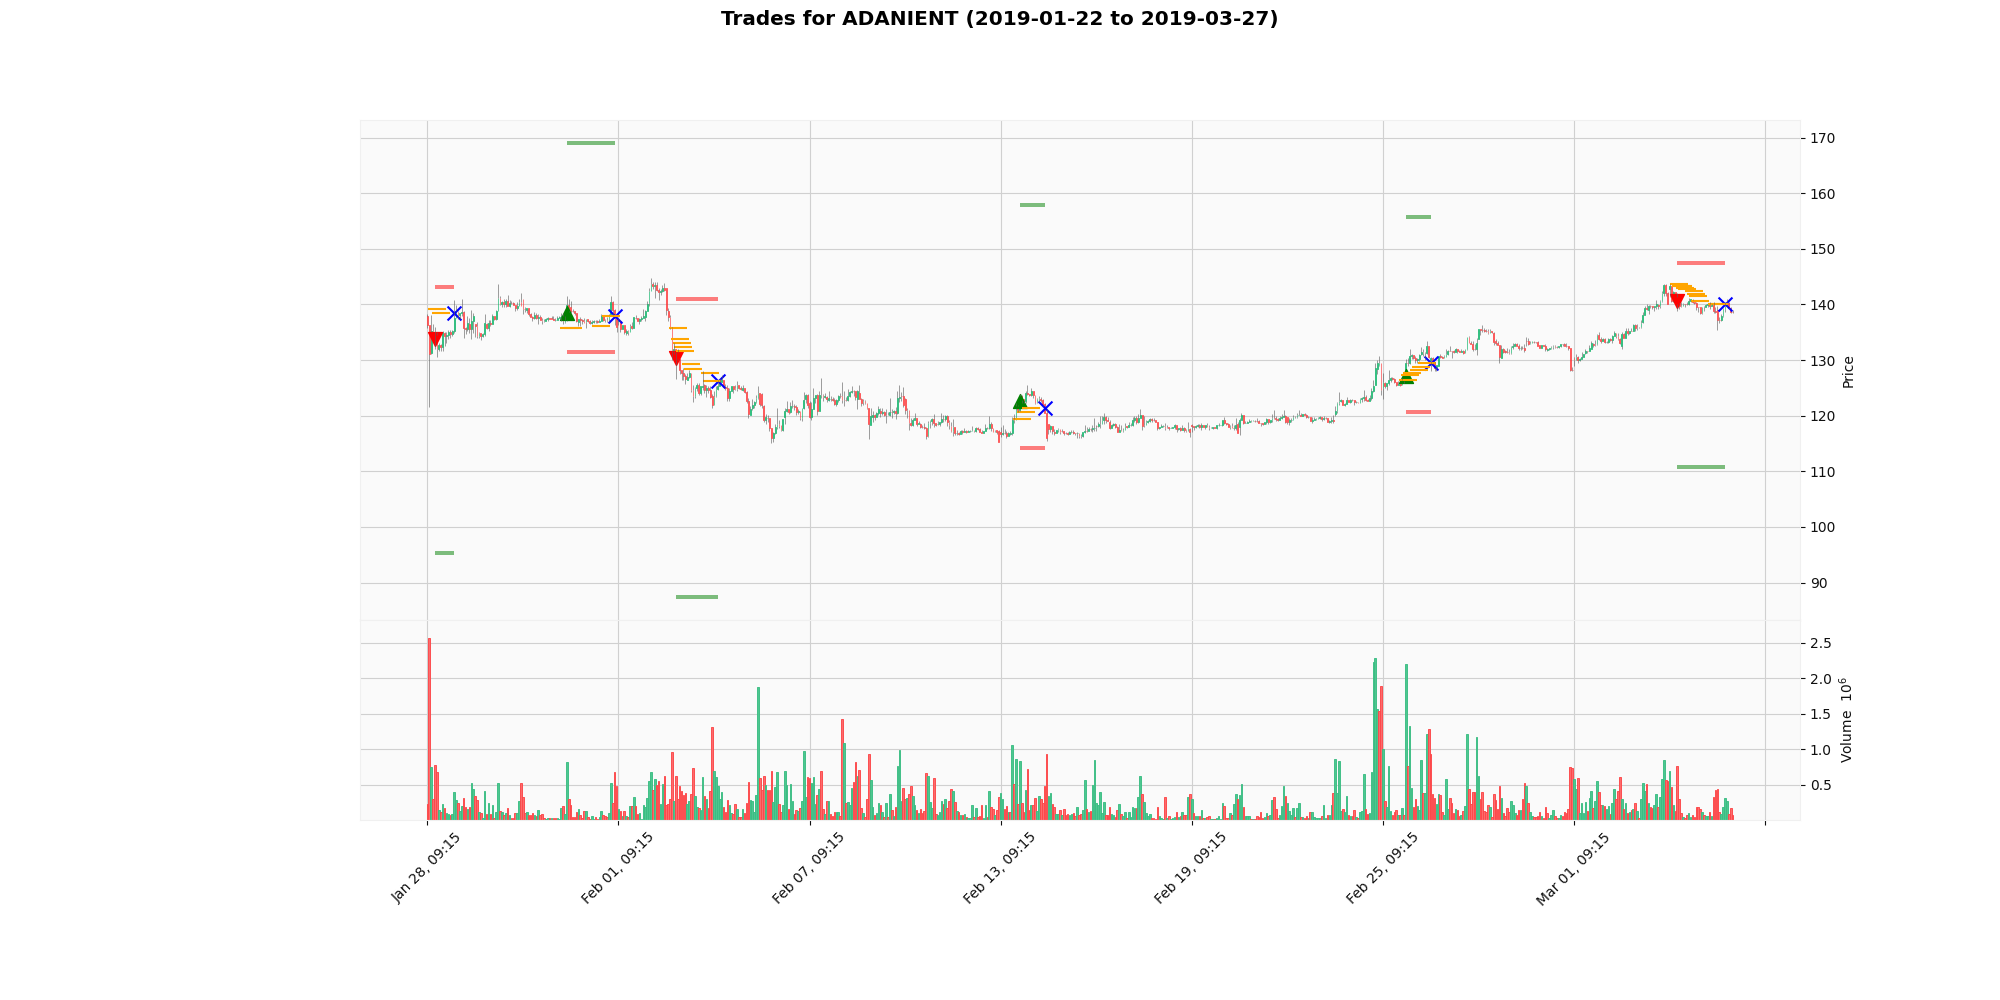 Trades for ADANIENT (2019-01-22 to 2019-03-27)
170
160
150
140
130
120
110
100
90
Price
2.5
2.0
1.5
1.0
0.5
Volume 10^6
Jan 28, 09:15
Feb 01, 09:15
Feb 07, 09:15
Feb 13, 09:15
Feb 19, 09:15
Feb 25, 09:15
Mar 01, 09:15